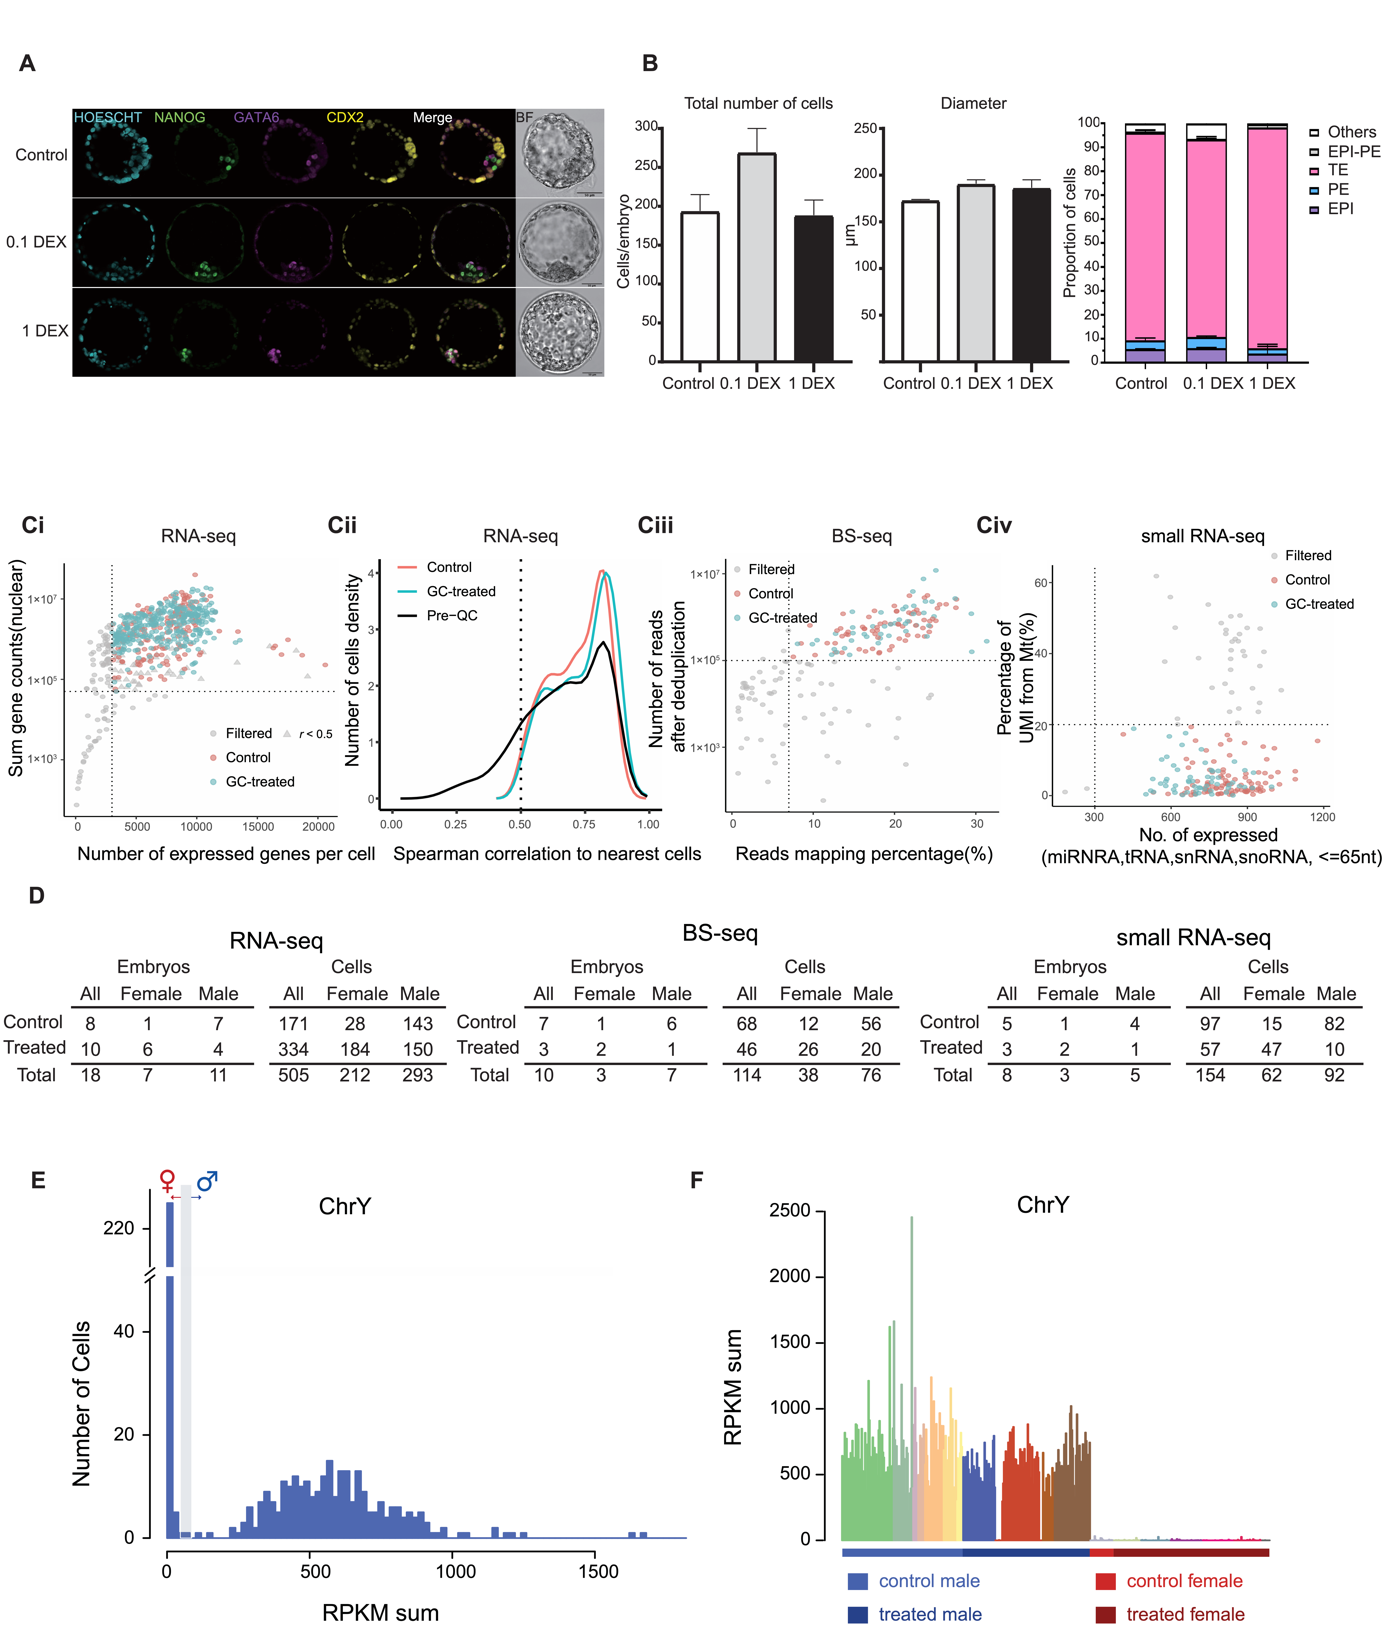 A
HOESCHT NANOG GATA6 CDX2 Merge BF
Control
0.1 DEX
1 DEX
B
Total number of cells
Cells/embryo
300
250
200
150
100
50
0
Control 0.1 DEX 1 DEX
Diameter
µm
250
200
150
100
50
Control 0.1 DEX 1 DEX
Proportion of cells
100
90
80
70
60
50
40
30
20
10
0
Control 0.1 DEX 1 DEX
Others
EPI-PE
TE
PE
EPI
Ci
RNA-seq
Sum gene counts(nuclear)
1×10⁷
1×10⁵
1×10³
Filtered r < 0.5
Control
GC-treated
0 5000 10000 15000 20000
Number of expressed genes per cell
Cii
RNA-seq
Number of cells density
4
3
2
1
0
Control
GC-treated
Pre−QC
0.00 0.25 0.50 0.75 1.00
Spearman correlation to nearest cells
Ciii
BS-seq
Number of reads
after deduplication
1×10⁷
1×10⁵
1×10³
Filtered
Control
GC-treated
0 10 20 30
Reads mapping percentage(%)
Civ
small RNA-seq
Filtered
Control
GC-treated
Percentage of
UMI from Mt(%)
60
40
20
0
300 600 900 1200
No. of expressed
(miRNRA,tRNA,snRNA,snoRNA, <=65nt)
D
RNA-seq
Embryos Cells
All Female Male All Female Male
Control 8 1 7 171 28 143
Treated 10 6 4 334 184 150
Total 18 7 11 505 212 293
BS-seq
Embryos Cells
All Female Male All Female Male
Control 7 1 6 68 12 56
Treated 3 2 1 46 26 20
Total 10 3 7 114 38 76
small RNA-seq
Embryos Cells
All Female Male All Female Male
Control 5 1 4 97 15 82
Treated 3 2 1 57 47 10
Total 8 3 5 154 62 92
E
♀ ♂
ChrY
Number of Cells
220
40
20
0
0 500 1000 1500
RPKM sum
F
ChrY
RPKM sum
2500
2000
1500
1000
500
0
control male control female
treated male treated female